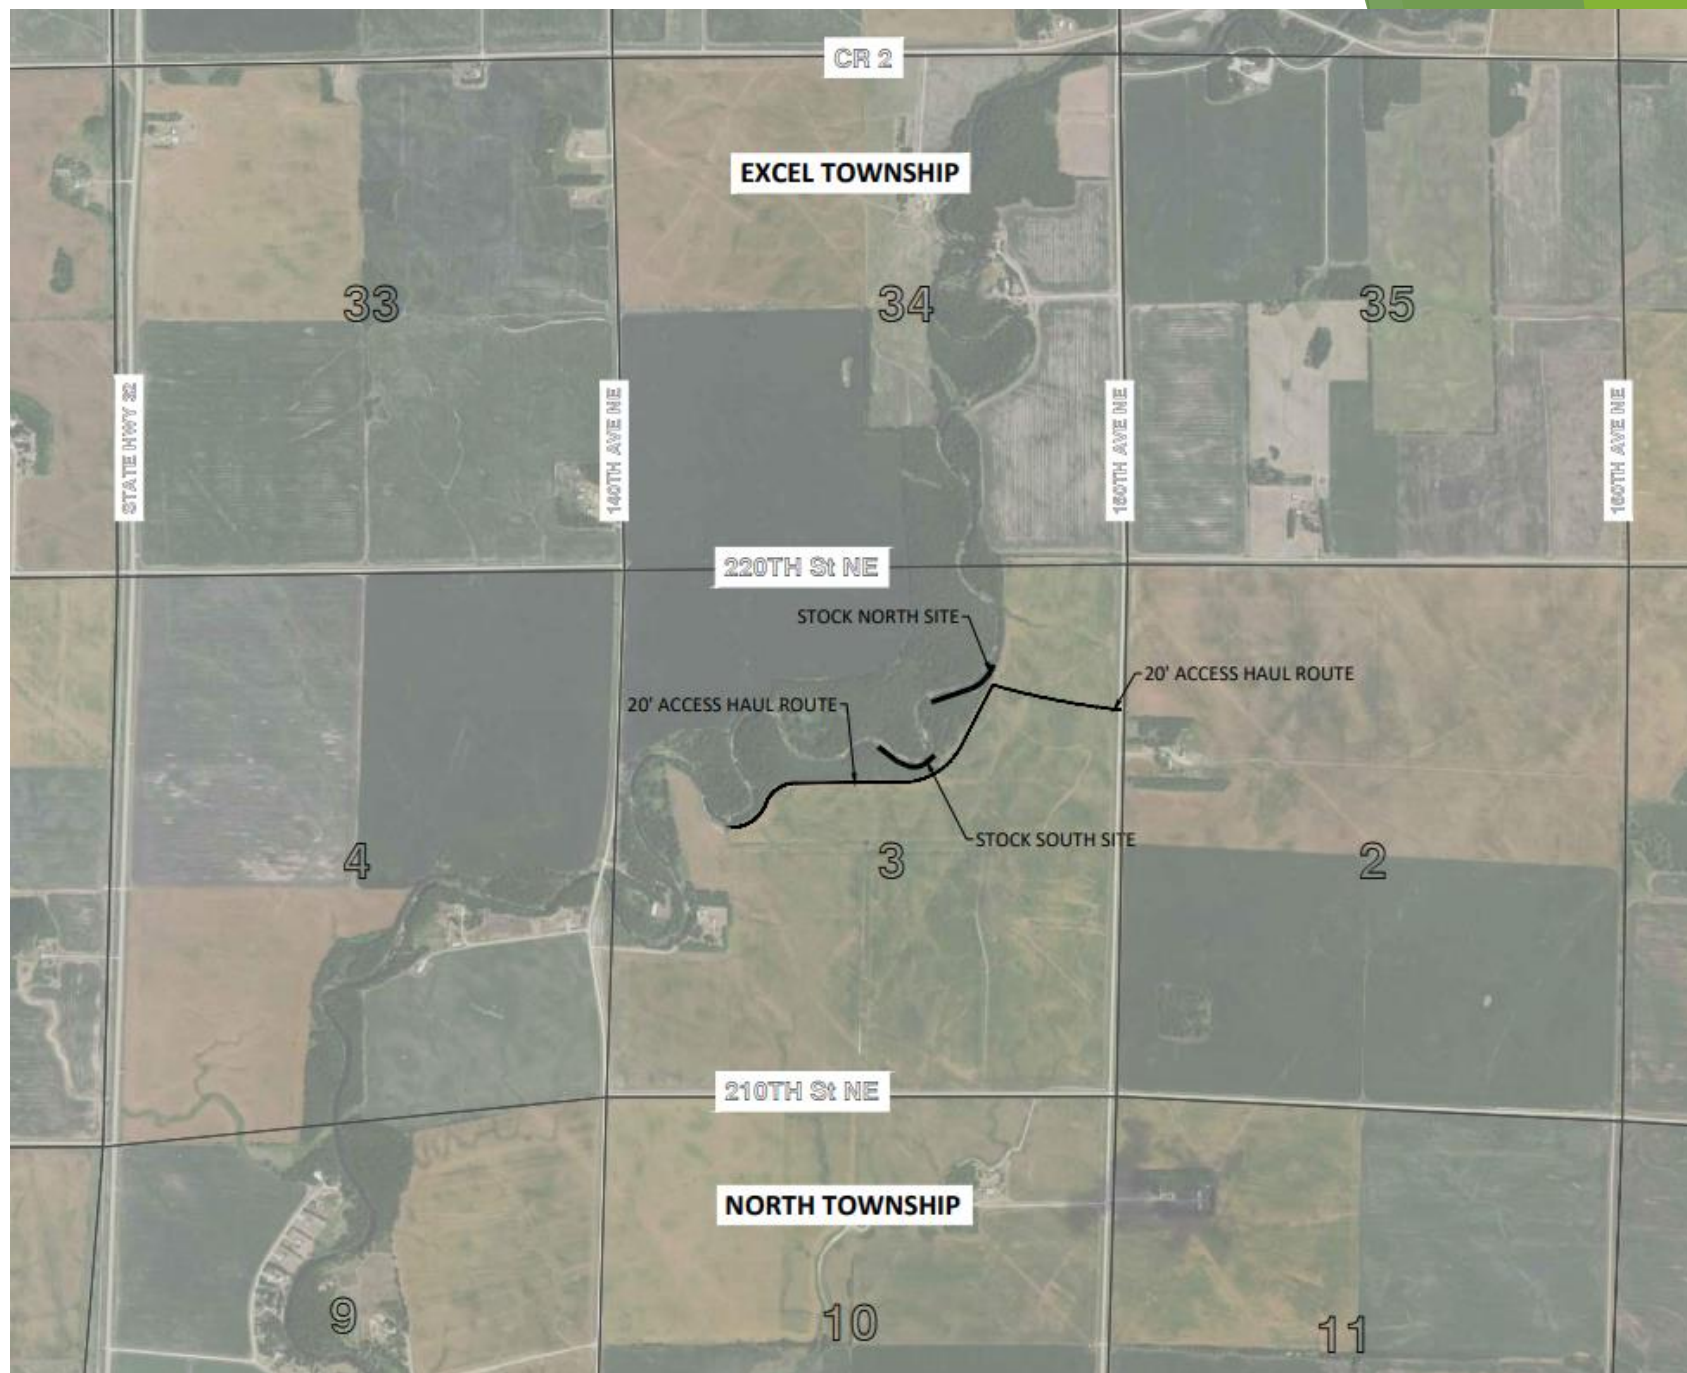 CR 2
EXCEL TOWNSHIP
33
34
35
STATE HWY 32
140TH AVE NE
150TH AVE NE
160TH AVE NE
220TH St NE
STOCK NORTH SITE
20' ACCESS HAUL ROUTE
20' ACCESS HAUL ROUTE
STOCK SOUTH SITE
4
3
2
210TH St NE
NORTH TOWNSHIP
9
10
11